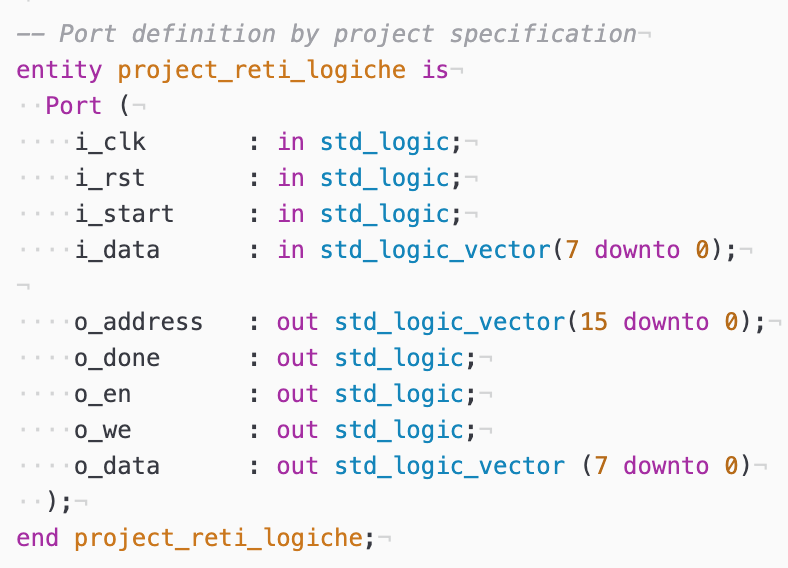 -- Port definition by project specification¬
entity project_reti_logiche is¬
··Port (¬
····i_clk       : in std_logic;¬
····i_rst       : in std_logic;¬
····i_start     : in std_logic;¬
····i_data      : in std_logic_vector(7 downto 0);¬
¬
····o_address   : out std_logic_vector(15 downto 0);¬
····o_done      : out std_logic;¬
····o_en        : out std_logic;¬
····o_we        : out std_logic;¬
····o_data      : out std_logic_vector (7 downto 0)¬
··);¬
end project_reti_logiche;¬